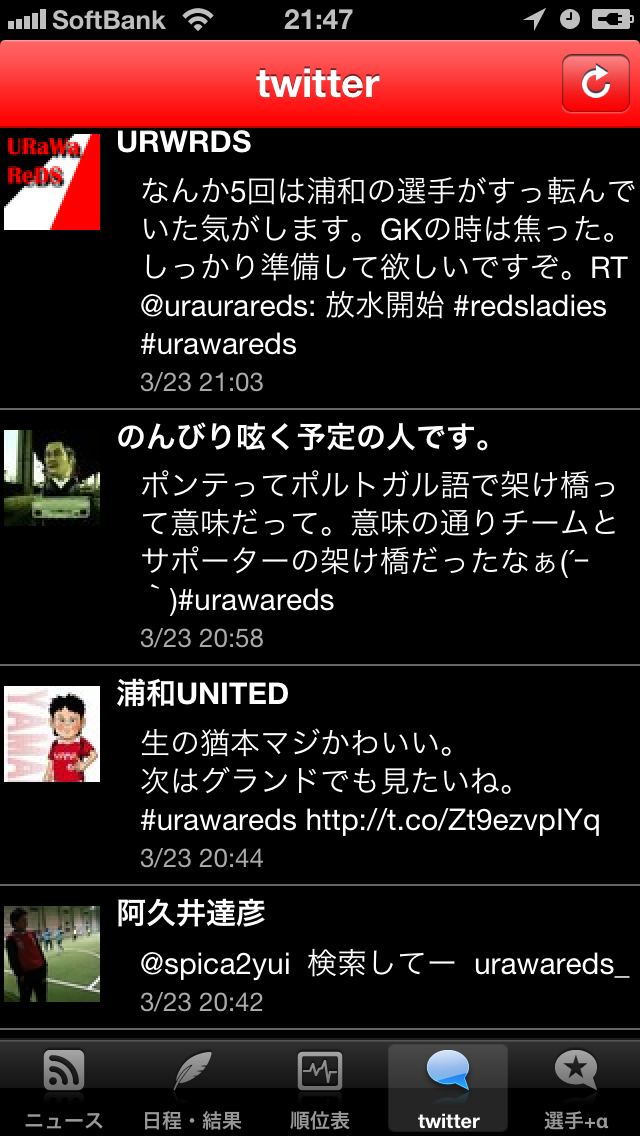 SoftBank 21:47
twitter
URaWa
ReDS
URWRDS
なんか5回は浦和の選手がすっ転んで
いた気がします。GKの時は焦った。
しっかり準備して欲しいですぞ。RT
@uraurareds: 放水開始 #redsladies
#urawareds
3/23 21:03
のんびり呟く予定の人です。
ポンテってポルトガル語で架け橋っ
て意味だって。意味の通りチームと
サポーターの架け橋だったなぁ(´ｰ
｀)#urawareds
3/23 20:58
浦和UNITED
生の猶本マジかわいい。
次はグランドでも見たいね。
#urawareds http://t.co/Zt9ezvpIYq
3/23 20:44
阿久井達彦
@spica2yui 検索してー urawareds_
3/23 20:42
ニュース 日程・結果 順位表 twitter 選手+α